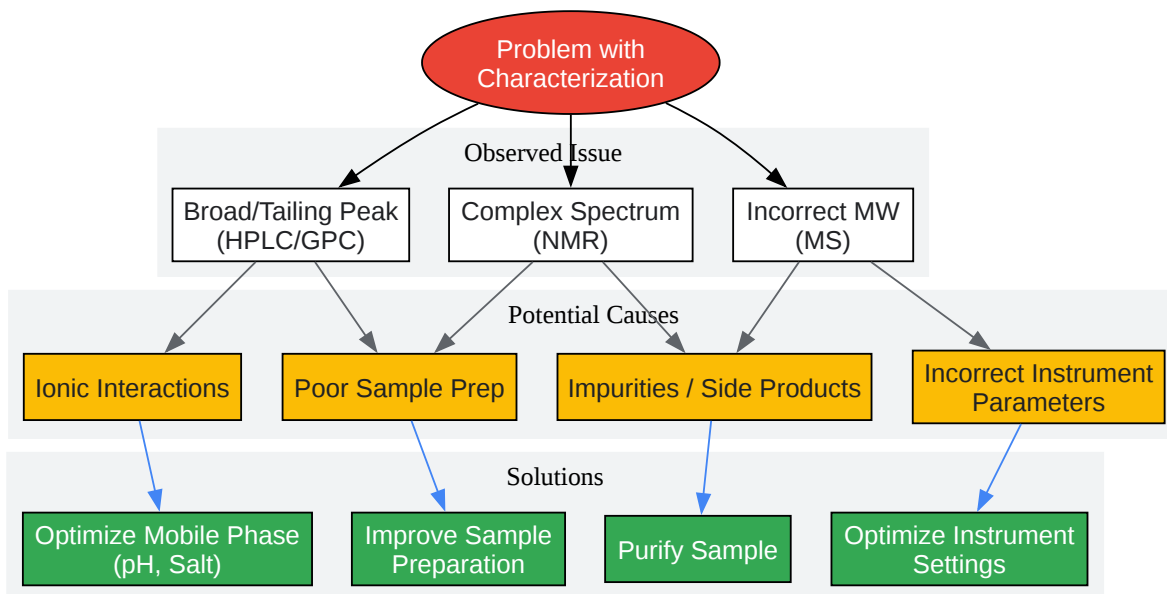 Problem with
Characterization
Observed Issue
Broad/Tailing Peak
(HPLC/GPC)
Complex Spectrum
(NMR)
Incorrect MW
(MS)
Potential Causes
Ionic Interactions
Poor Sample Prep
Impurities / Side Products
Incorrect Instrument
Parameters
Solutions
Optimize Mobile Phase
(pH, Salt)
Improve Sample
Preparation
Purify Sample
Optimize Instrument
Settings